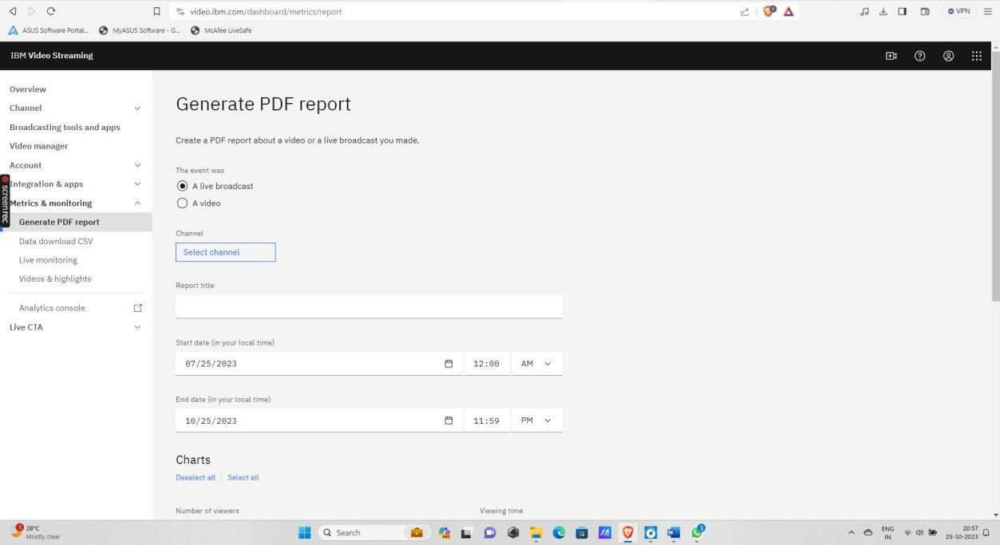 video.ibm.com/dashboard/metrics/report
1
VPN
ASUS Software Portal...
MyASUS Software - G...
McAfee LiveSafe
IBM Video Streaming
Overview
Channel
Broadcasting tools and apps
Video manager
Account
Integration & apps
Metrics & monitoring
Generate PDF report
Data download CSV
Live monitoring
Videos & highlights
Analytics console
Live CTA
screenrec
Generate PDF report
Create a PDF report about a video or a live broadcast you made.
The event was
A live broadcast
A video
Channel
Select channel
Report title
Start date (in your local time)
07/25/2023 12:00 AM
End date (in your local time)
10/25/2023 11:59 PM
Charts
Deselect all Select all
Number of viewers Viewing time
1
28°C
Mostly clear
Search
PRE
3
ENG
IN
20:57
25-10-2023